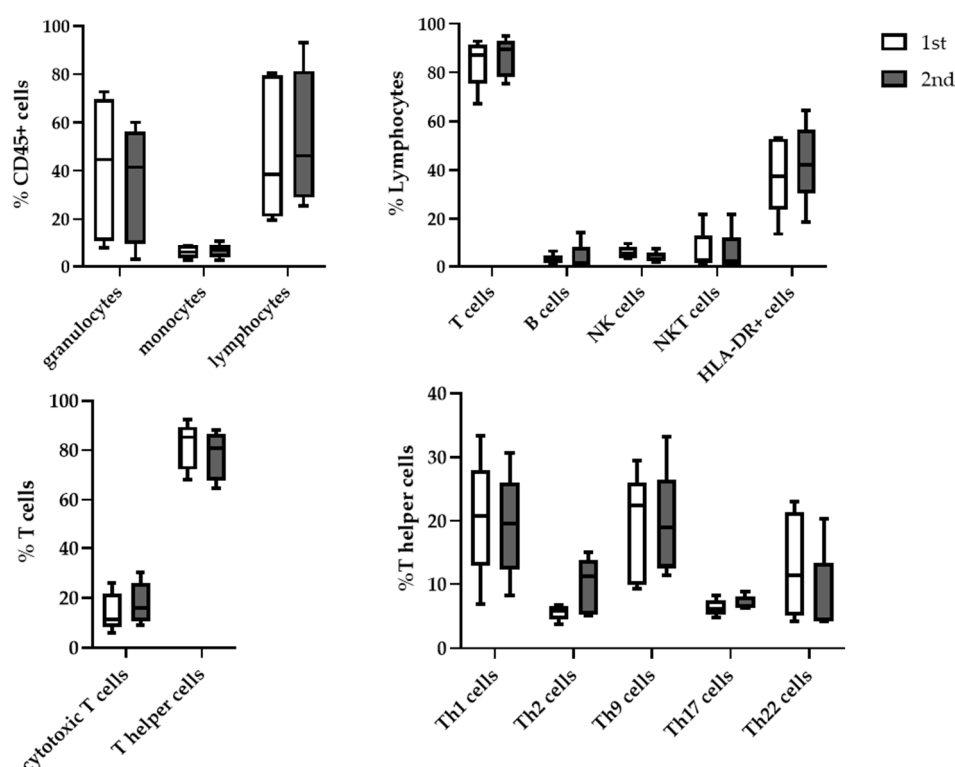 % CD45+ cells
100
80
60
40
20
0
granulocytes
monocytes
lymphocytes
% Lymphocytes
100
80
60
40
20
0
T cells
B cells
NK cells
NKT cells
HLA-DR+ cells
1st
2nd
% T cells
100
80
60
40
20
0
cytotoxic T cells
T helper cells
%T helper cells
40
30
20
10
0
Th1 cells
Th2 cells
Th9 cells
Th17 cells
Th22 cells